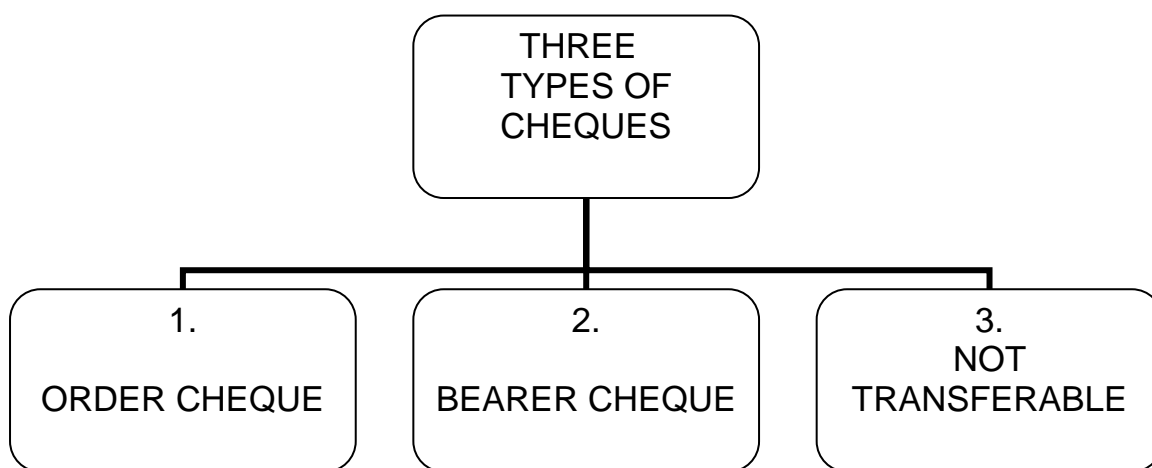 THREE
TYPES OF
CHEQUES
1.
ORDER CHEQUE
2.
BEARER CHEQUE
3.
NOT
TRANSFERABLE